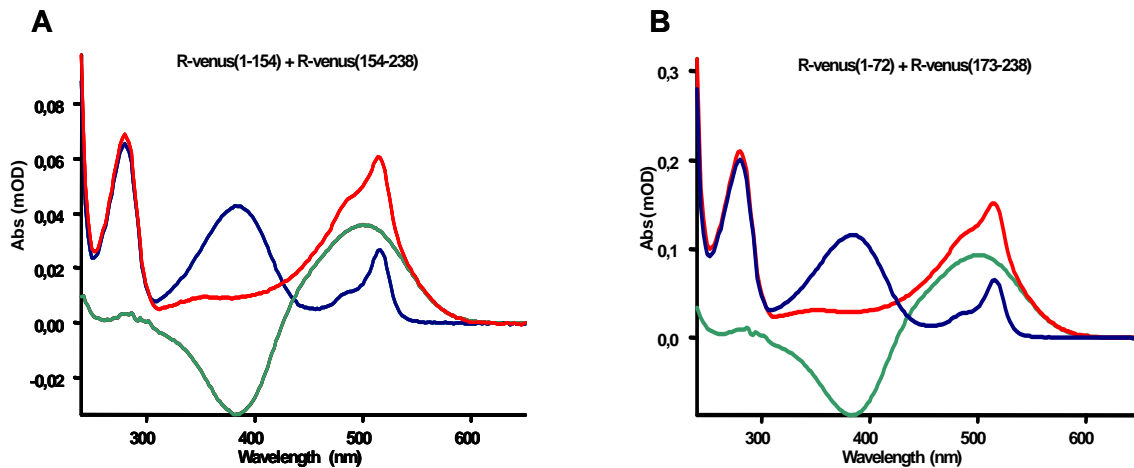 A
R-venus(1-154) + R-venus(154-238)
0,08
0,06
0,04
0,02
0,00
-0,02
Abs (mOD)
300
400
500
600
Wavelength (nm)
B
R-venus(1-72) + R-venus(173-238)
0,3
0,2
0,1
0,0
Abs (mOD)
300
400
500
600
Wavelength (nm)